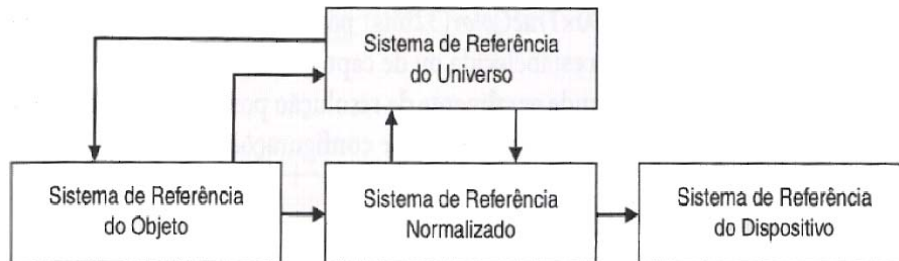 Sistema de Referência
do Universo
Sistema de Referência
do Objeto
Sistema de Referência
Normalizado
Sistema de Referência
do Dispositivo